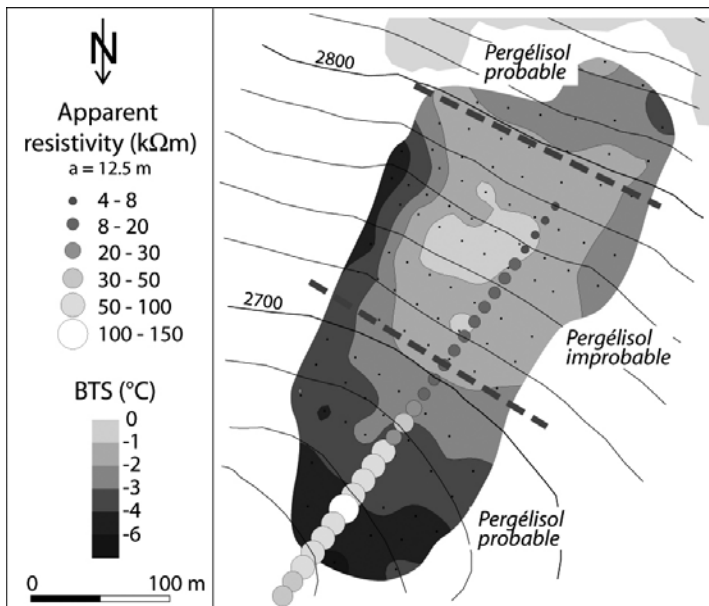 N
Apparent
resistivity (kΩm)
a = 12.5 m
4 - 8
8 - 20
20 - 30
30 - 50
50 - 100
100 - 150
BTS (°C)
0
-1
-2
-3
-4
-6
0 100 m
Pergélisol
probable
2800
2700
Pergélisol
improbable
Pergélisol
probable